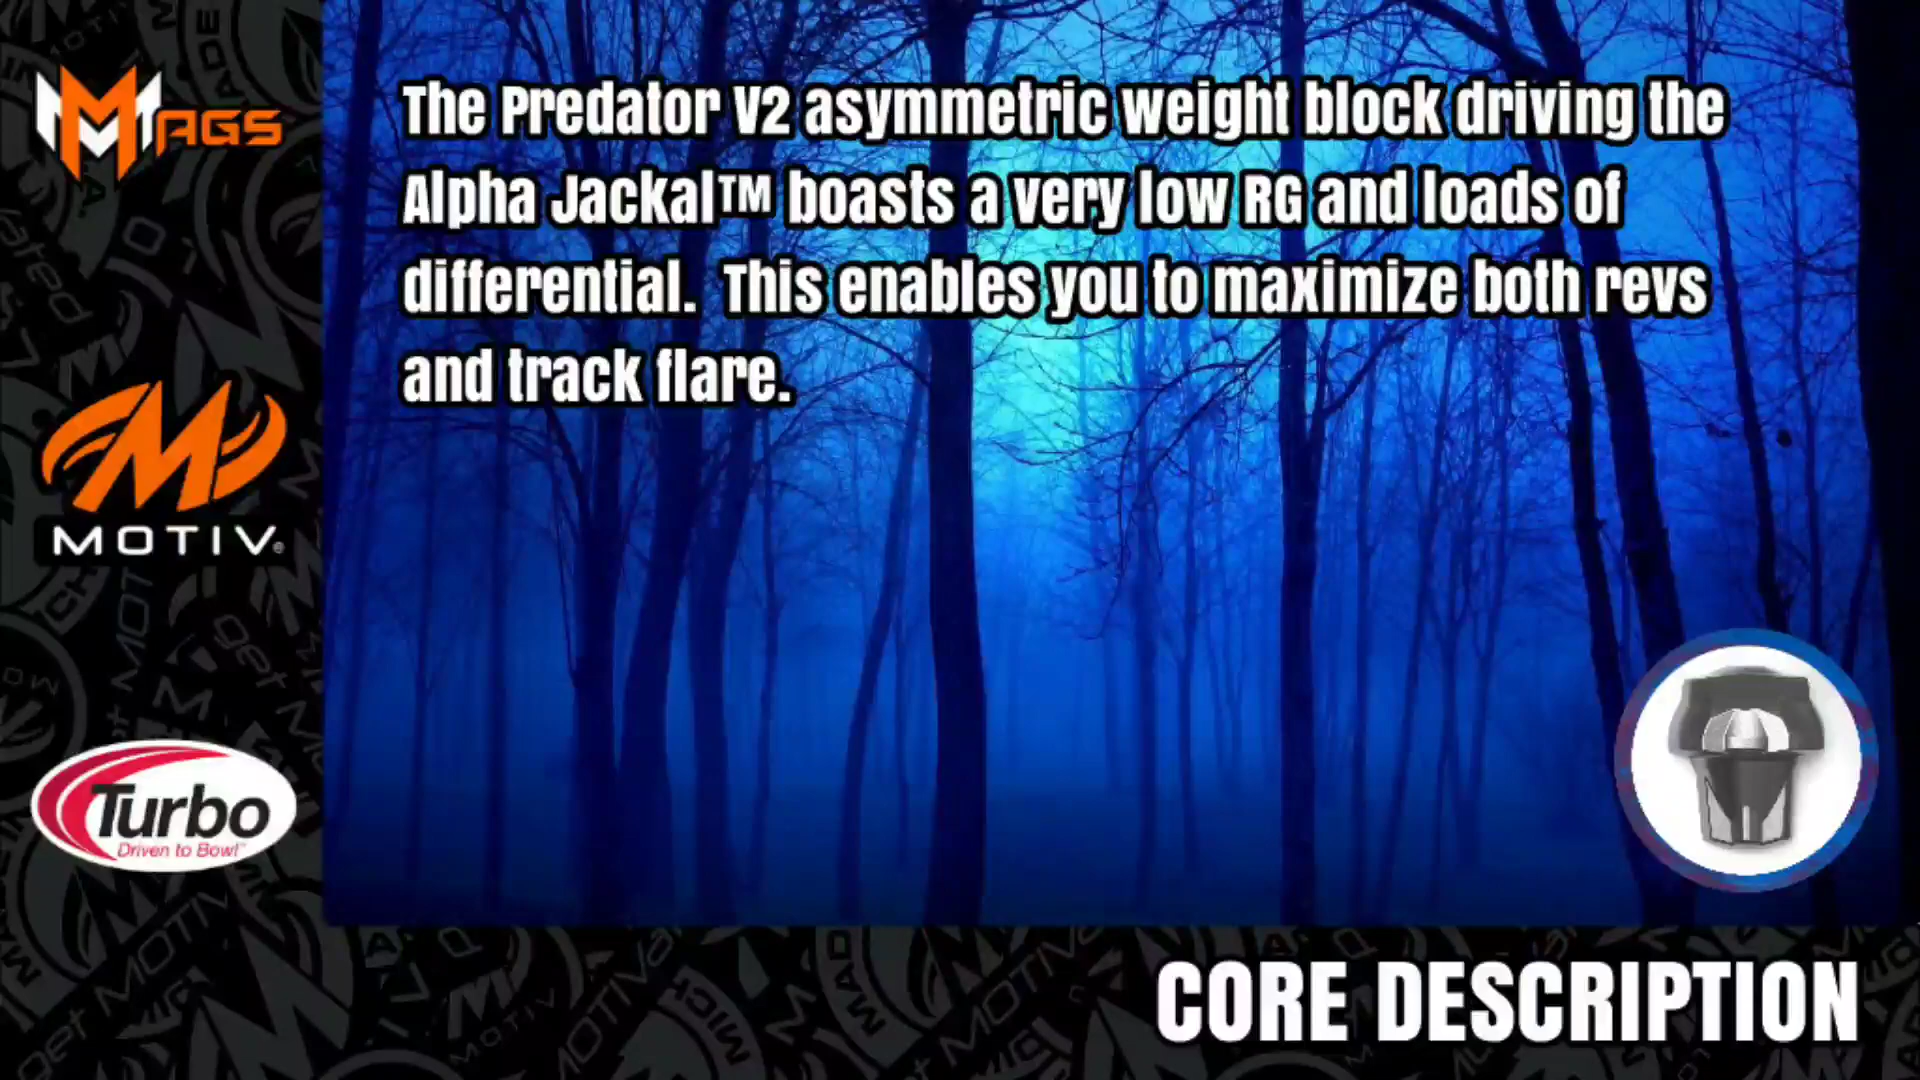 MAGS
The Predator V2 asymmetric weight block driving the
Alpha Jackal™ boasts a very low RG and loads of
differential.  This enables you to maximize both revs
and track flare.
MOTIV®
Turbo
Driven to Bowl™
CORE DESCRIPTION